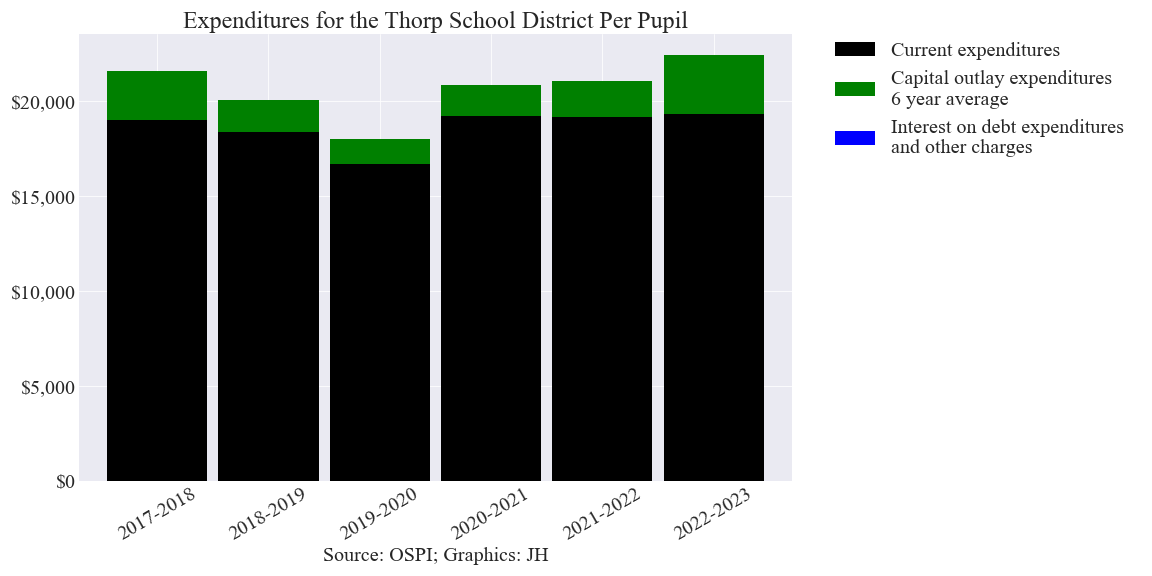 Expenditures for the Thorp School District Per Pupil
Current expenditures
Capital outlay expenditures
6 year average
Interest on debt expenditures
and other charges
$20,000
$15,000
$10,000
$5,000
$0
2017-2018
2018-2019
2019-2020
2020-2021
2021-2022
2022-2023
Source: OSPI; Graphics: JH